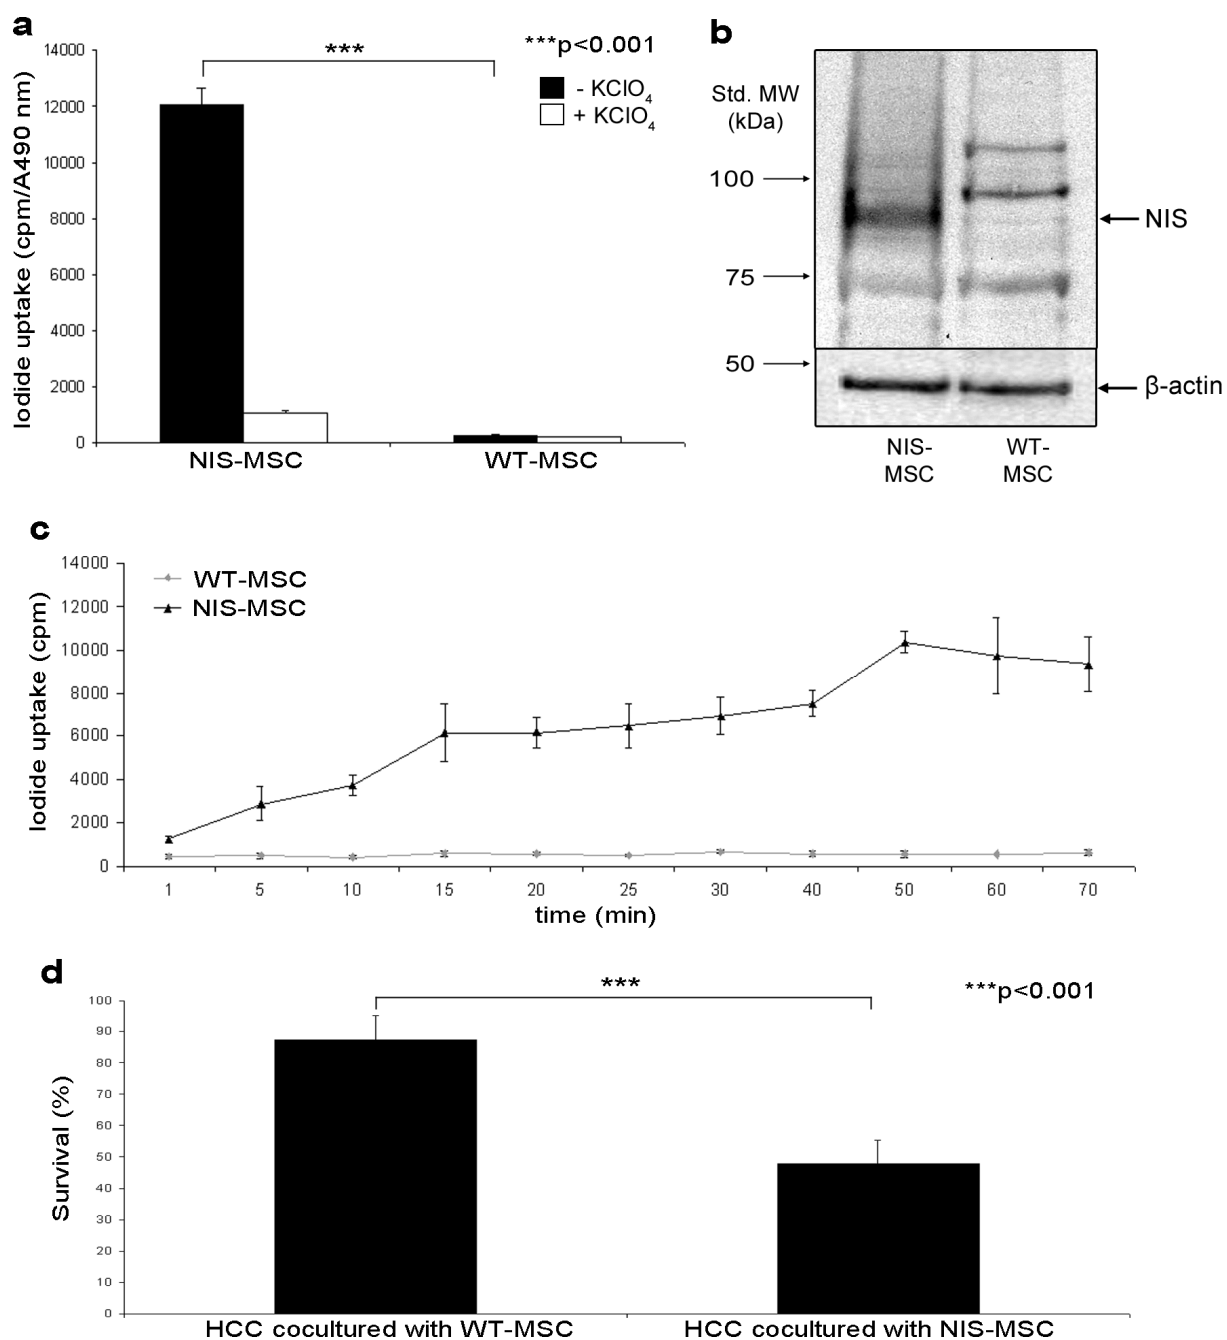 a
***
***p<0.001
- KClO4
+ KClO4
Iodide uptake (cpm/A490 nm)
14000
12000
10000
8000
6000
4000
2000
0
NIS-MSC
WT-MSC
b
Std. MW
(kDa)
100
75
50
NIS
β-actin
NIS-
MSC
WT-
MSC
c
WT-MSC
NIS-MSC
Iodide uptake (cpm)
14000
12000
10000
8000
6000
4000
2000
0
1 5 10 15 20 25 30 40 50 60 70
time (min)
d
***
***p<0.001
Survival (%)
100
90
80
70
60
50
40
30
20
10
0
HCC cocultured with WT-MSC
HCC cocultured with NIS-MSC